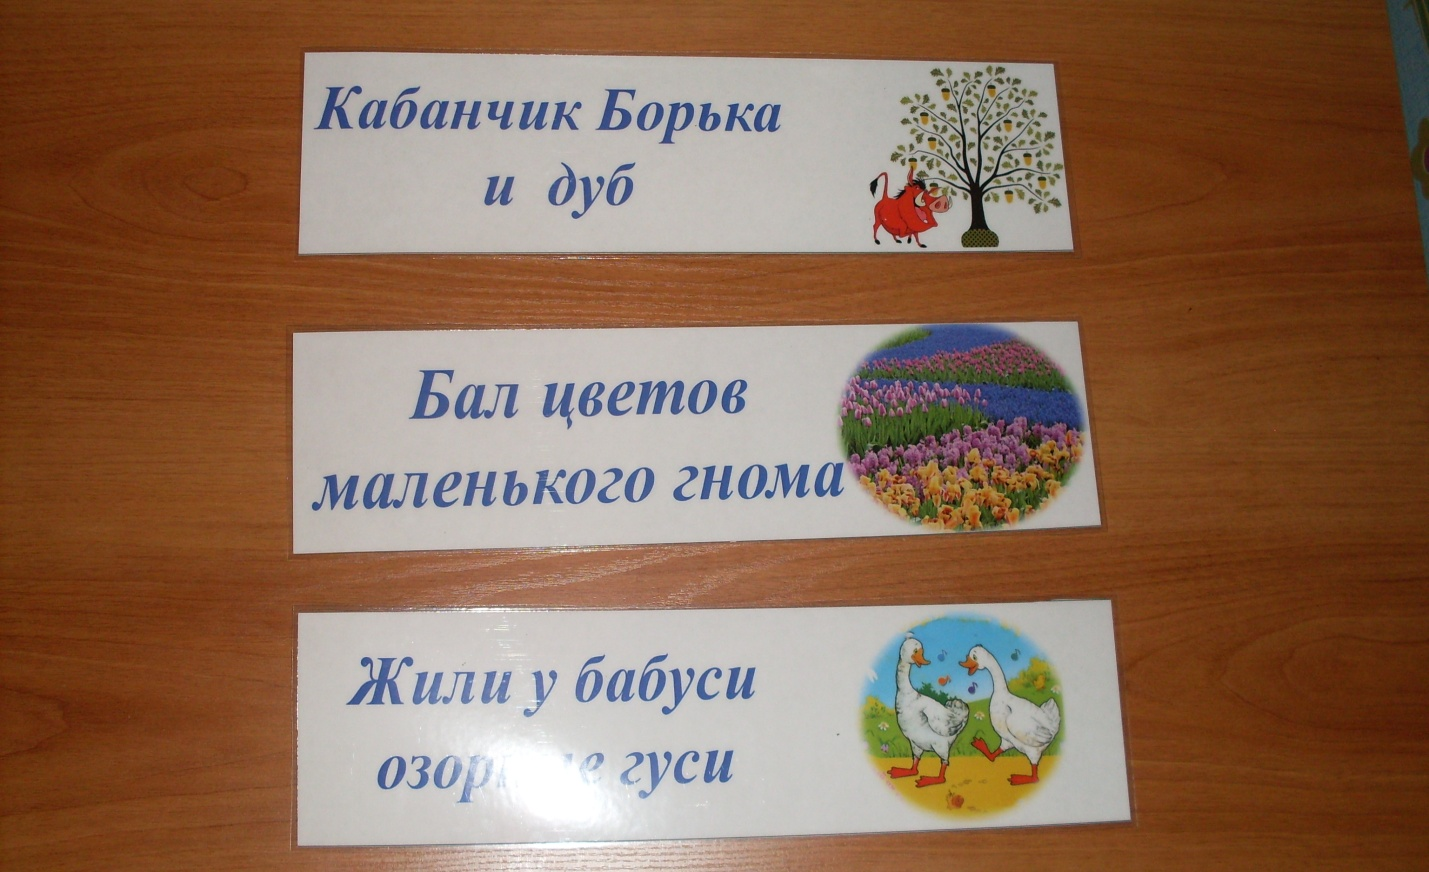 Кабанчик Борька
и дуб
Бал цветов
маленького гнома
Жили у бабуси
гуси